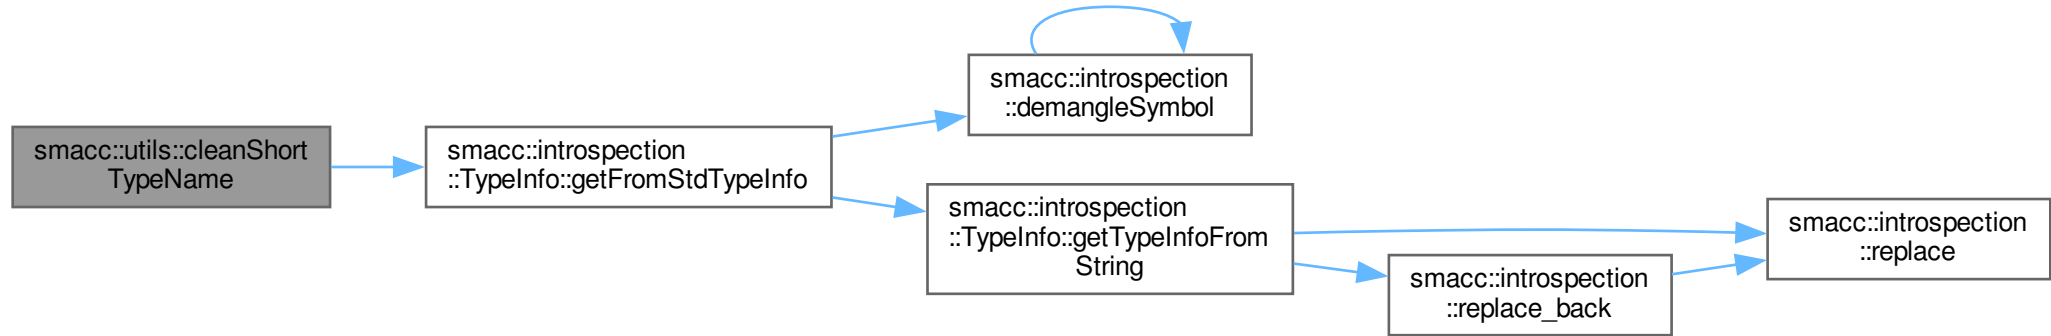 smacc::utils::cleanShort
TypeName
smacc::introspection
::TypeInfo::getFromStdTypeInfo
smacc::introspection
::demangleSymbol
smacc::introspection
::TypeInfo::getTypeInfoFrom
String
smacc::introspection
::replace_back
smacc::introspection
::replace